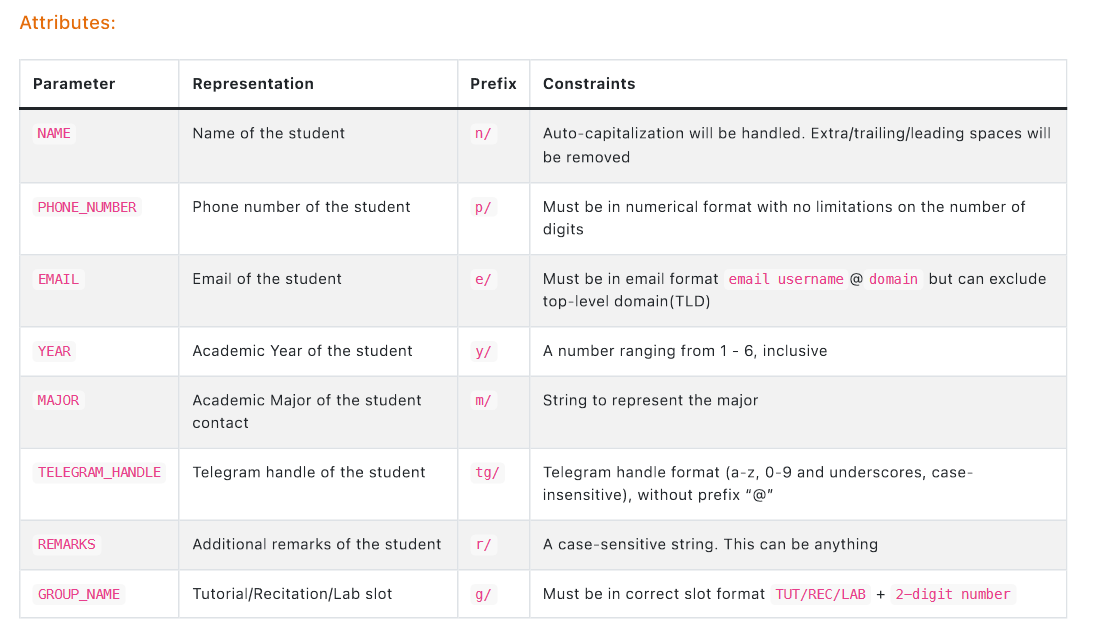 Attributes:
Parameter Representation Prefix Constraints
NAME Name of the student n/ Auto-capitalization will be handled. Extra/trailing/leading spaces will
be removed
PHONE_NUMBER Phone number of the student p/ Must be in numerical format with no limitations on the number of
digits
EMAIL Email of the student e/ Must be in email format email username @ domain but can exclude
top-level domain(TLD)
YEAR Academic Year of the student y/ A number ranging from 1 - 6, inclusive
MAJOR Academic Major of the student m/ String to represent the major
contact
TELEGRAM_HANDLE Telegram handle of the student tg/ Telegram handle format (a-z, 0-9 and underscores, case-
insensitive), without prefix “@”
REMARKS Additional remarks of the student r/ A case-sensitive string. This can be anything
GROUP_NAME Tutorial/Recitation/Lab slot g/ Must be in correct slot format TUT/REC/LAB + 2-digit number